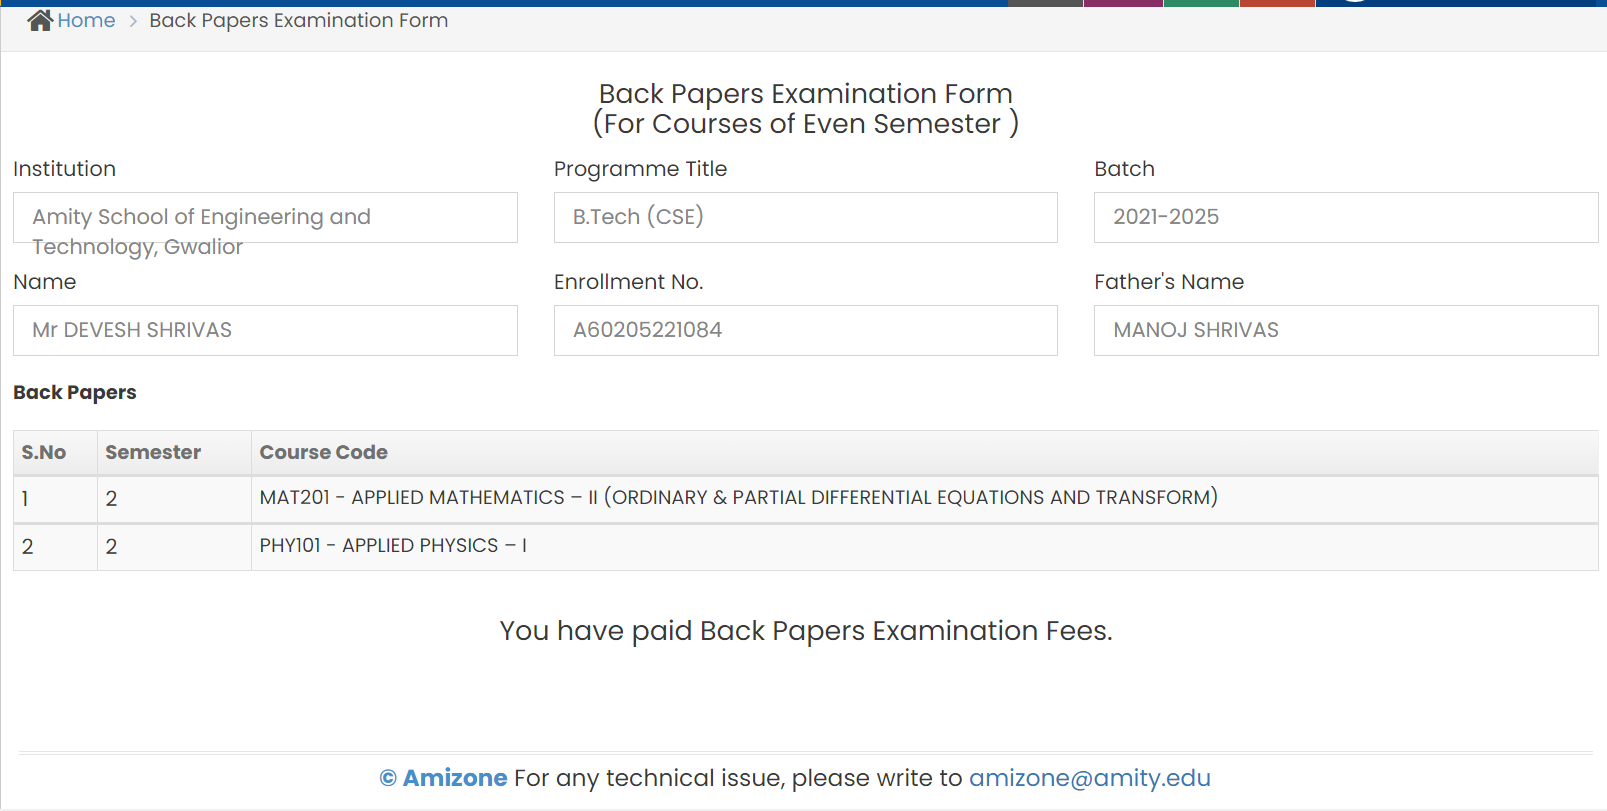 Home > Back Papers Examination Form
Back Papers Examination Form
(For Courses of Even Semester )
Institution
Programme Title
Batch
Amity School of Engineering and
Technology, Gwalior
B.Tech (CSE)
2021-2025
Name
Enrollment No.
Father's Name
Mr DEVESH SHRIVAS
A60205221084
MANOJ SHRIVAS
Back Papers
S.No Semester Course Code
1 2 MAT201 - APPLIED MATHEMATICS – II (ORDINARY & PARTIAL DIFFERENTIAL EQUATIONS AND TRANSFORM)
2 2 PHY101 - APPLIED PHYSICS – I
You have paid Back Papers Examination Fees.
© Amizone For any technical issue, please write to amizone@amity.edu